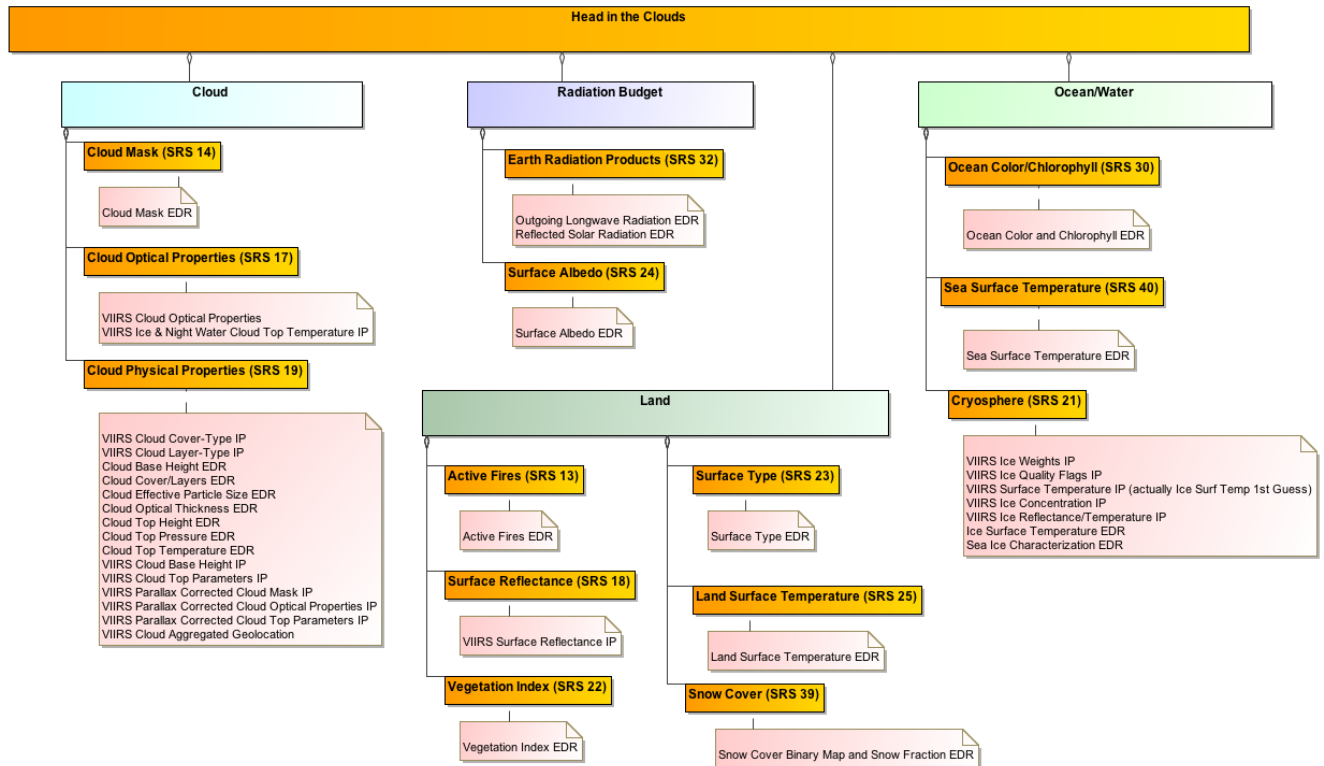 Head in the Clouds
Cloud
Cloud Mask (SRS 14)
Cloud Mask EDR
Cloud Optical Properties (SRS 17)
VIIRS Cloud Optical Properties
VIIRS Ice & Night Water Cloud Top Temperature IP
Cloud Physical Properties (SRS 19)
VIIRS Cloud Cover-Type IP
VIIRS Cloud Layer-Type IP
Cloud Base Height EDR
Cloud Cover/Layers EDR
Cloud Effective Particle Size EDR
Cloud Optical Thickness EDR
Cloud Top Height EDR
Cloud Top Pressure EDR
Cloud Top Temperature EDR
VIIRS Cloud Base Height IP
VIIRS Cloud Top Parameters IP
VIIRS Parallax Corrected Cloud Mask IP
VIIRS Parallax Corrected Cloud Optical Properties IP
VIIRS Parallax Corrected Cloud Top Parameters IP
VIIRS Cloud Aggregated Geolocation
Radiation Budget
Earth Radiation Products (SRS 32)
Outgoing Longwave Radiation EDR
Reflected Solar Radiation EDR
Surface Albedo (SRS 24)
Surface Albedo EDR
Land
Active Fires (SRS 13)
Active Fires EDR
Surface Reflectance (SRS 18)
VIIRS Surface Reflectance IP
Vegetation Index (SRS 22)
Vegetation Index EDR
Surface Type (SRS 23)
Surface Type EDR
Land Surface Temperature (SRS 25)
Land Surface Temperature EDR
Snow Cover (SRS 39)
Snow Cover Binary Map and Snow Fraction EDR
Ocean/Water
Ocean Color/Chlorophyll (SRS 30)
Ocean Color and Chlorophyll EDR
Sea Surface Temperature (SRS 40)
Sea Surface Temperature EDR
Cryosphere (SRS 21)
VIIRS Ice Weights IP
VIIRS Ice Quality Flags IP
VIIRS Surface Temperature IP (actually Ice Surf Temp 1st Guess)
VIIRS Ice Concentration IP
VIIRS Ice Reflectance/Temperature IP
Ice Surface Temperature EDR
Sea Ice Characterization EDR